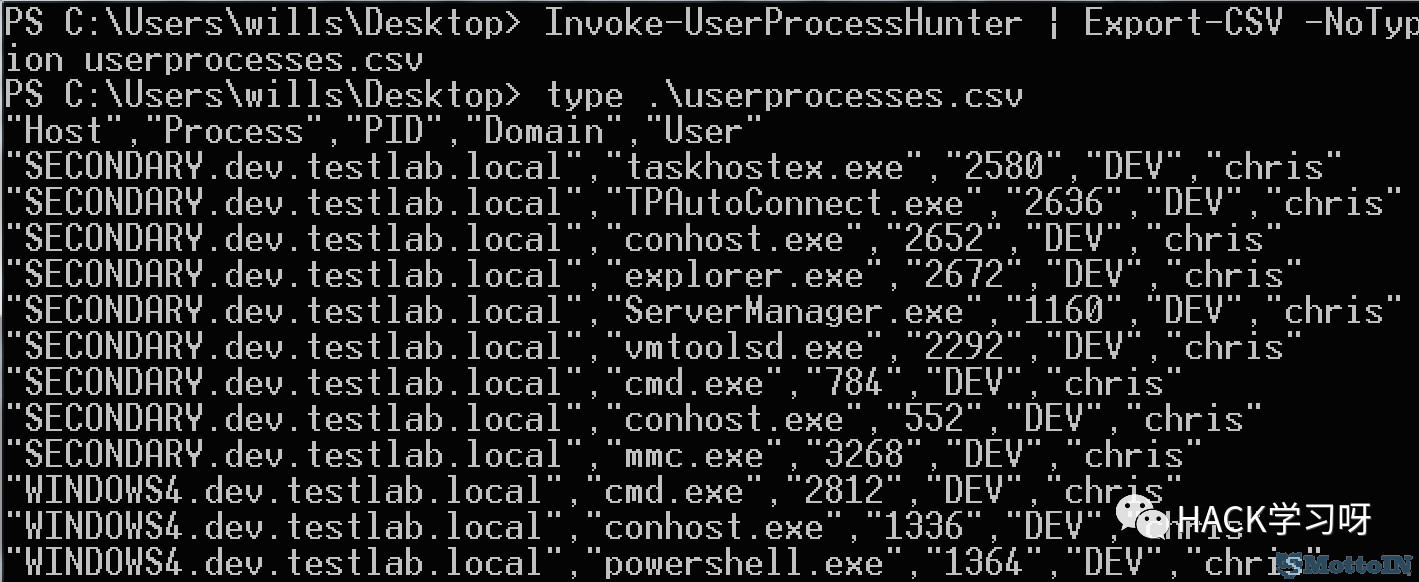 PS C:\Users\wills\Desktop> Invoke-UserProcessHunter | Export-CSV -NoTyp
ion userprocesses.csv
PS C:\Users\wills\Desktop> type .\userprocesses.csv
"Host","Process","PID","Domain","User"
"SECONDARY.dev.testlab.local","taskhostex.exe","2580","DEV","chris"
"SECONDARY.dev.testlab.local","TPAutoConnect.exe","2636","DEV","chris"
"SECONDARY.dev.testlab.local","conhost.exe","2652","DEV","chris"
"SECONDARY.dev.testlab.local","explorer.exe","2672","DEV","chris"
"SECONDARY.dev.testlab.local","ServerManager.exe","1160","DEV","chris"
"SECONDARY.dev.testlab.local","vmtoolsd.exe","2292","DEV","chris"
"SECONDARY.dev.testlab.local","cmd.exe","784","DEV","chris"
"SECONDARY.dev.testlab.local","conhost.exe","552","DEV","chris"
"SECONDARY.dev.testlab.local","mmc.exe","3268","DEV","chris"
"WINDOWS4.dev.testlab.local","cmd.exe","2812","DEV","chris"
"WINDOWS4.dev.testlab.local","conhost.exe","1336","DEV","chris"
HACK学习呀
"WINDOWS4.dev.testlab.local","powershell.exe","1364","DEV","chris"
MottoIN